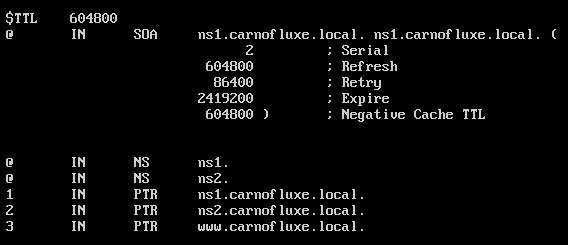 $TTL 604800
@ IN SOA ns1.carnofluxe.local. ns1.carnofluxe.local. (
2 ; Serial
604800 ; Refresh
86400 ; Retry
2419200 ; Expire
604800 ) ; Negative Cache TTL
@ IN NS ns1.
@ IN NS ns2.
1 IN PTR ns1.carnofluxe.local.
2 IN PTR ns2.carnofluxe.local.
3 IN PTR www.carnofluxe.local.